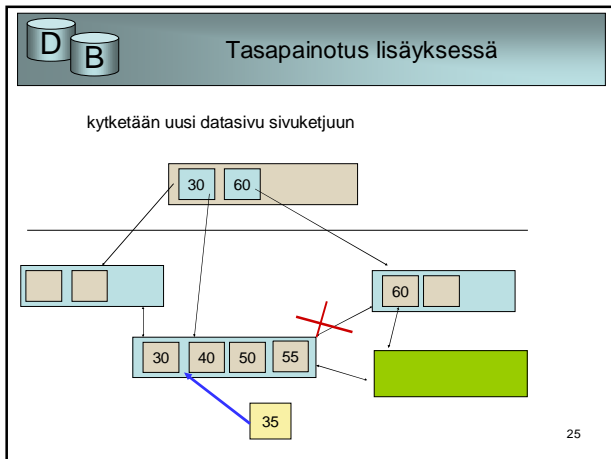 D B
Tasapainotus lisäyksessä
kytketään uusi datasivu sivuketjuun
30 60
60
30 40 50 55
35
25